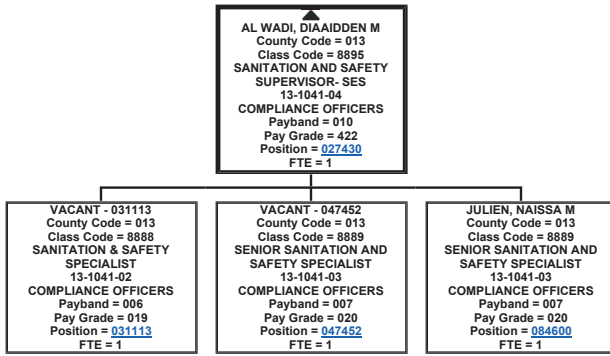 AL WADI, DIAAIDDEN M
County Code = 013
Class Code = 8895
SANITATION AND SAFETY
SUPERVISOR- SES
13-1041-04
COMPLIANCE OFFICERS
Payband = 010
Pay Grade = 422
Position = 027430
FTE = 1
VACANT - 031113
County Code = 013
Class Code = 8888
SANITATION & SAFETY
SPECIALIST
13-1041-02
COMPLIANCE OFFICERS
Payband = 006
Pay Grade = 019
Position = 031113
FTE = 1
VACANT - 047452
County Code = 013
Class Code = 8889
SENIOR SANITATION AND
SAFETY SPECIALIST
13-1041-03
COMPLIANCE OFFICERS
Payband = 007
Pay Grade = 020
Position = 047452
FTE = 1
JULIEN, NAISSA M
County Code = 013
Class Code = 8889
SENIOR SANITATION AND
SAFETY SPECIALIST
13-1041-03
COMPLIANCE OFFICERS
Payband = 007
Pay Grade = 020
Position = 084600
FTE = 1